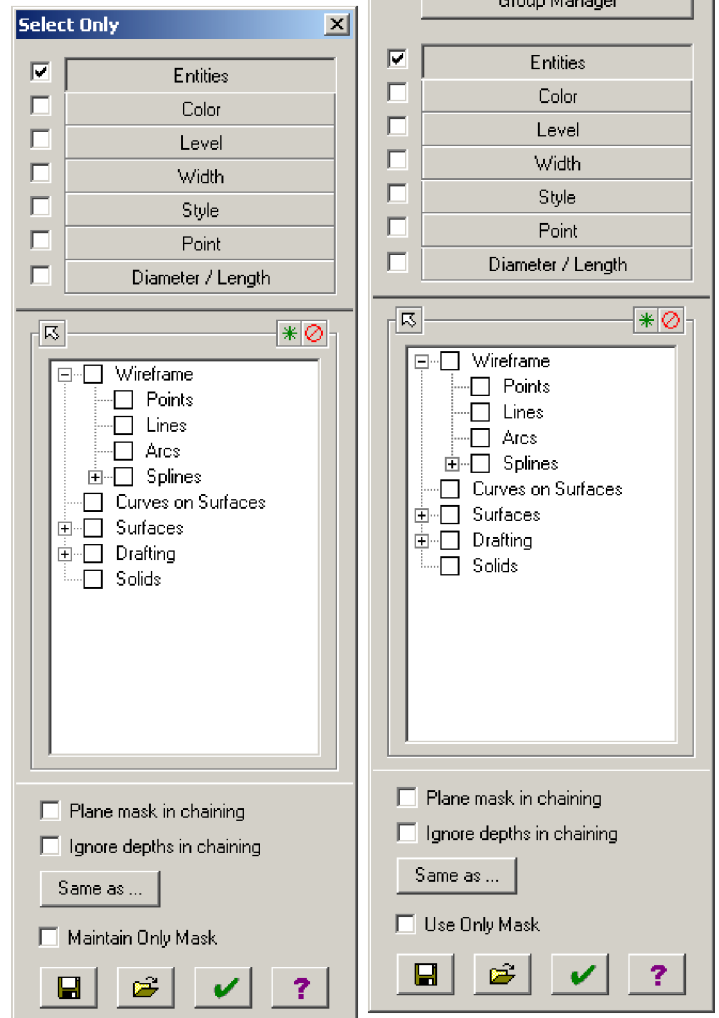 Select Only
Entities
Color
Level
Width
Style
Point
Diameter / Length
Wireframe
Points
Lines
Arcs
Splines
Curves on Surfaces
Surfaces
Drafting
Solids
Plane mask in chaining
Ignore depths in chaining
Same as ...
Maintain Only Mask
?
Group Manager
Entities
Color
Level
Width
Style
Point
Diameter / Length
Wireframe
Points
Lines
Arcs
Splines
Curves on Surfaces
Surfaces
Drafting
Solids
Plane mask in chaining
Ignore depths in chaining
Same as ...
Use Only Mask
?